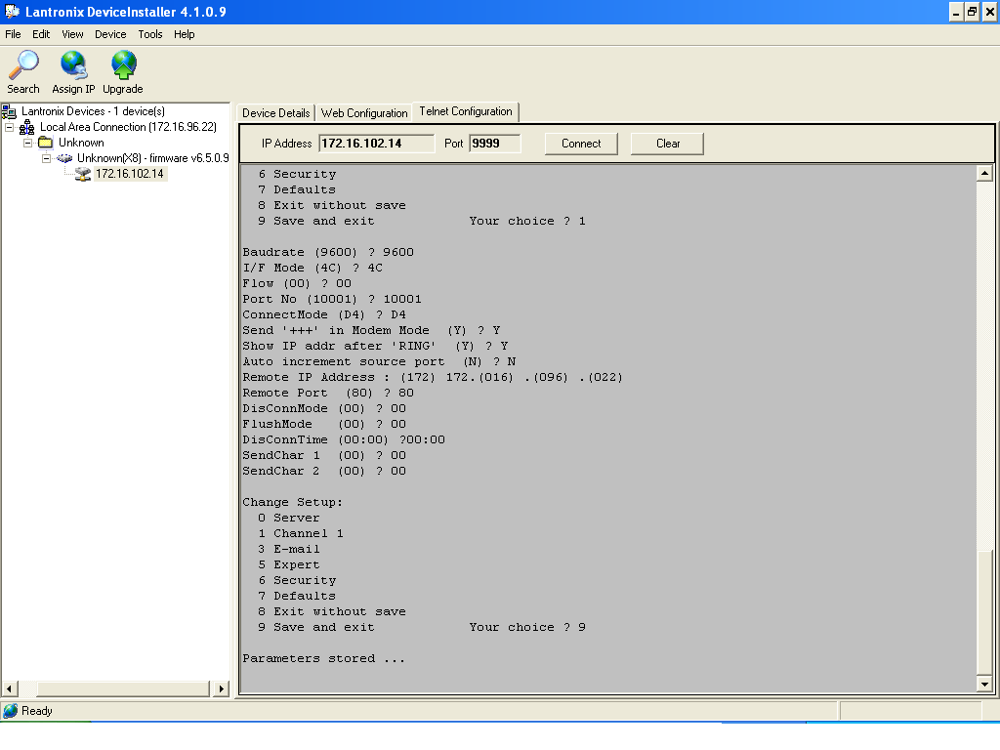 Lantronix DeviceInstaller 4.1.0.9
File Edit View Device Tools Help
Search Assign IP Upgrade
Lantronix Devices - 1 device(s)
Local Area Connection (172.16.96.22)
Unknown
Unknown(X8) - firmware v6.5.0.9
172.16.102.14
Device Details Web Configuration Telnet Configuration
IP Address 172.16.102.14 Port 9999 Connect Clear
6 Security
7 Defaults
8 Exit without save
9 Save and exit Your choice ? 1
Baudrate (9600) ? 9600
I/F Mode (4C) ? 4C
Flow (00) ? 00
Port No (10001) ? 10001
ConnectMode (D4) ? D4
Send '+++' in Modem Mode (Y) ? Y
Show IP addr after 'RING' (Y) ? Y
Auto increment source port (N) ? N
Remote IP Address : (172) 172.(016) .(096) .(022)
Remote Port (80) ? 80
DisConnMode (00) ? 00
FlushMode (00) ? 00
DisConnTime (00:00) ?00:00
SendChar 1 (00) ? 00
SendChar 2 (00) ? 00
Change Setup:
0 Server
1 Channel 1
3 E-mail
5 Expert
6 Security
7 Defaults
8 Exit without save
9 Save and exit Your choice ? 9
Parameters stored ...
Ready